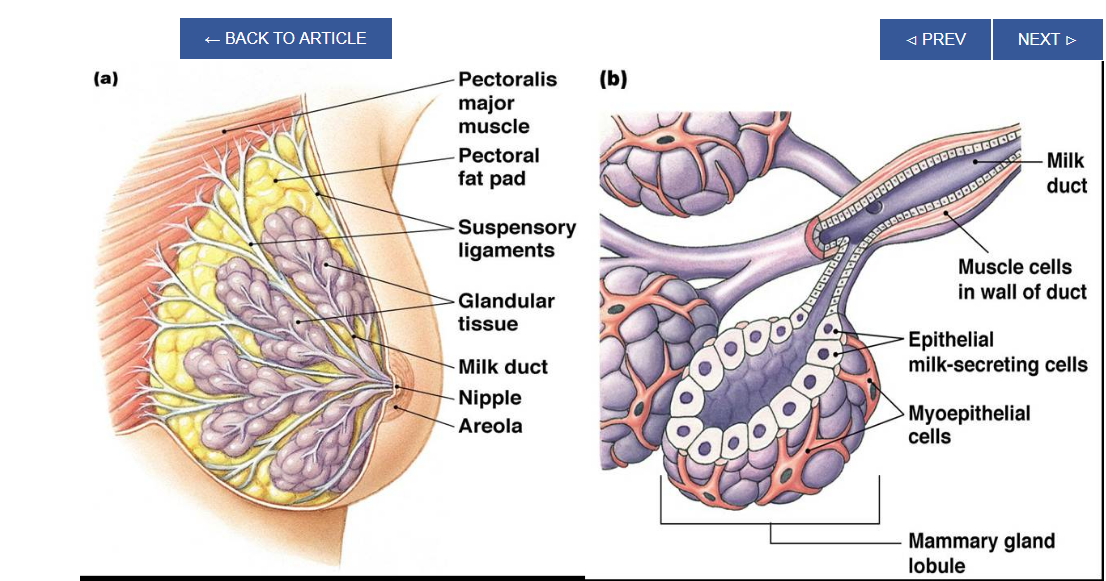 ← BACK TO ARTICLE
◃ PREV
NEXT ▹
(a)
Pectoralis
major
muscle
Pectoral
fat pad
Suspensory
ligaments
Glandular
tissue
Milk duct
Nipple
Areola
(b)
Milk
duct
Muscle cells
in wall of duct
Epithelial
milk-secreting cells
Myoepithelial
cells
Mammary gland
lobule